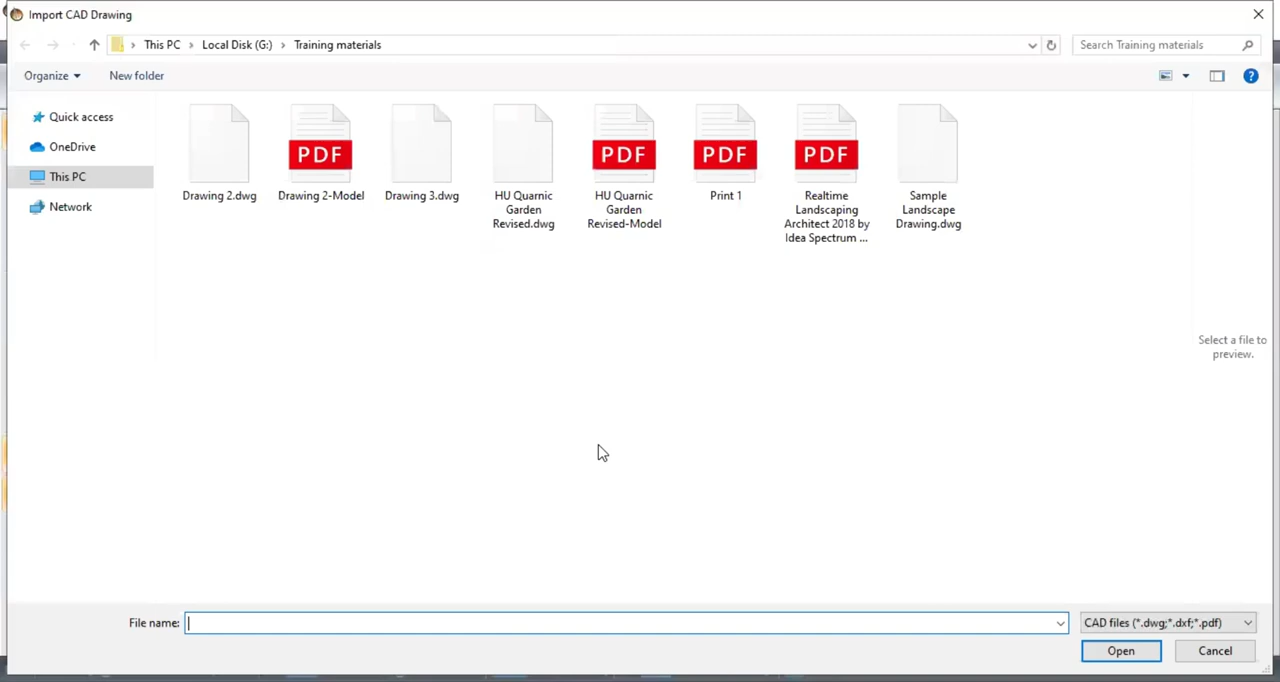 Import CAD Drawing
This PC › Local Disk (G:) › Training materials
Search Training materials
Organize
New folder
Quick access
OneDrive
This PC
Network
Drawing 2.dwg
PDF
Drawing 2-Model
Drawing 3.dwg
HU Quarnic
Garden
Revised.dwg
PDF
HU Quarnic
Garden
Revised-Model
PDF
Print 1
PDF
Realtime
Landscaping
Architect 2018 by
Idea Spectrum ...
Sample
Landscape
Drawing.dwg
Select a file to
preview.
File name:
CAD files (*.dwg;*.dxf;*.pdf)
Open
Cancel